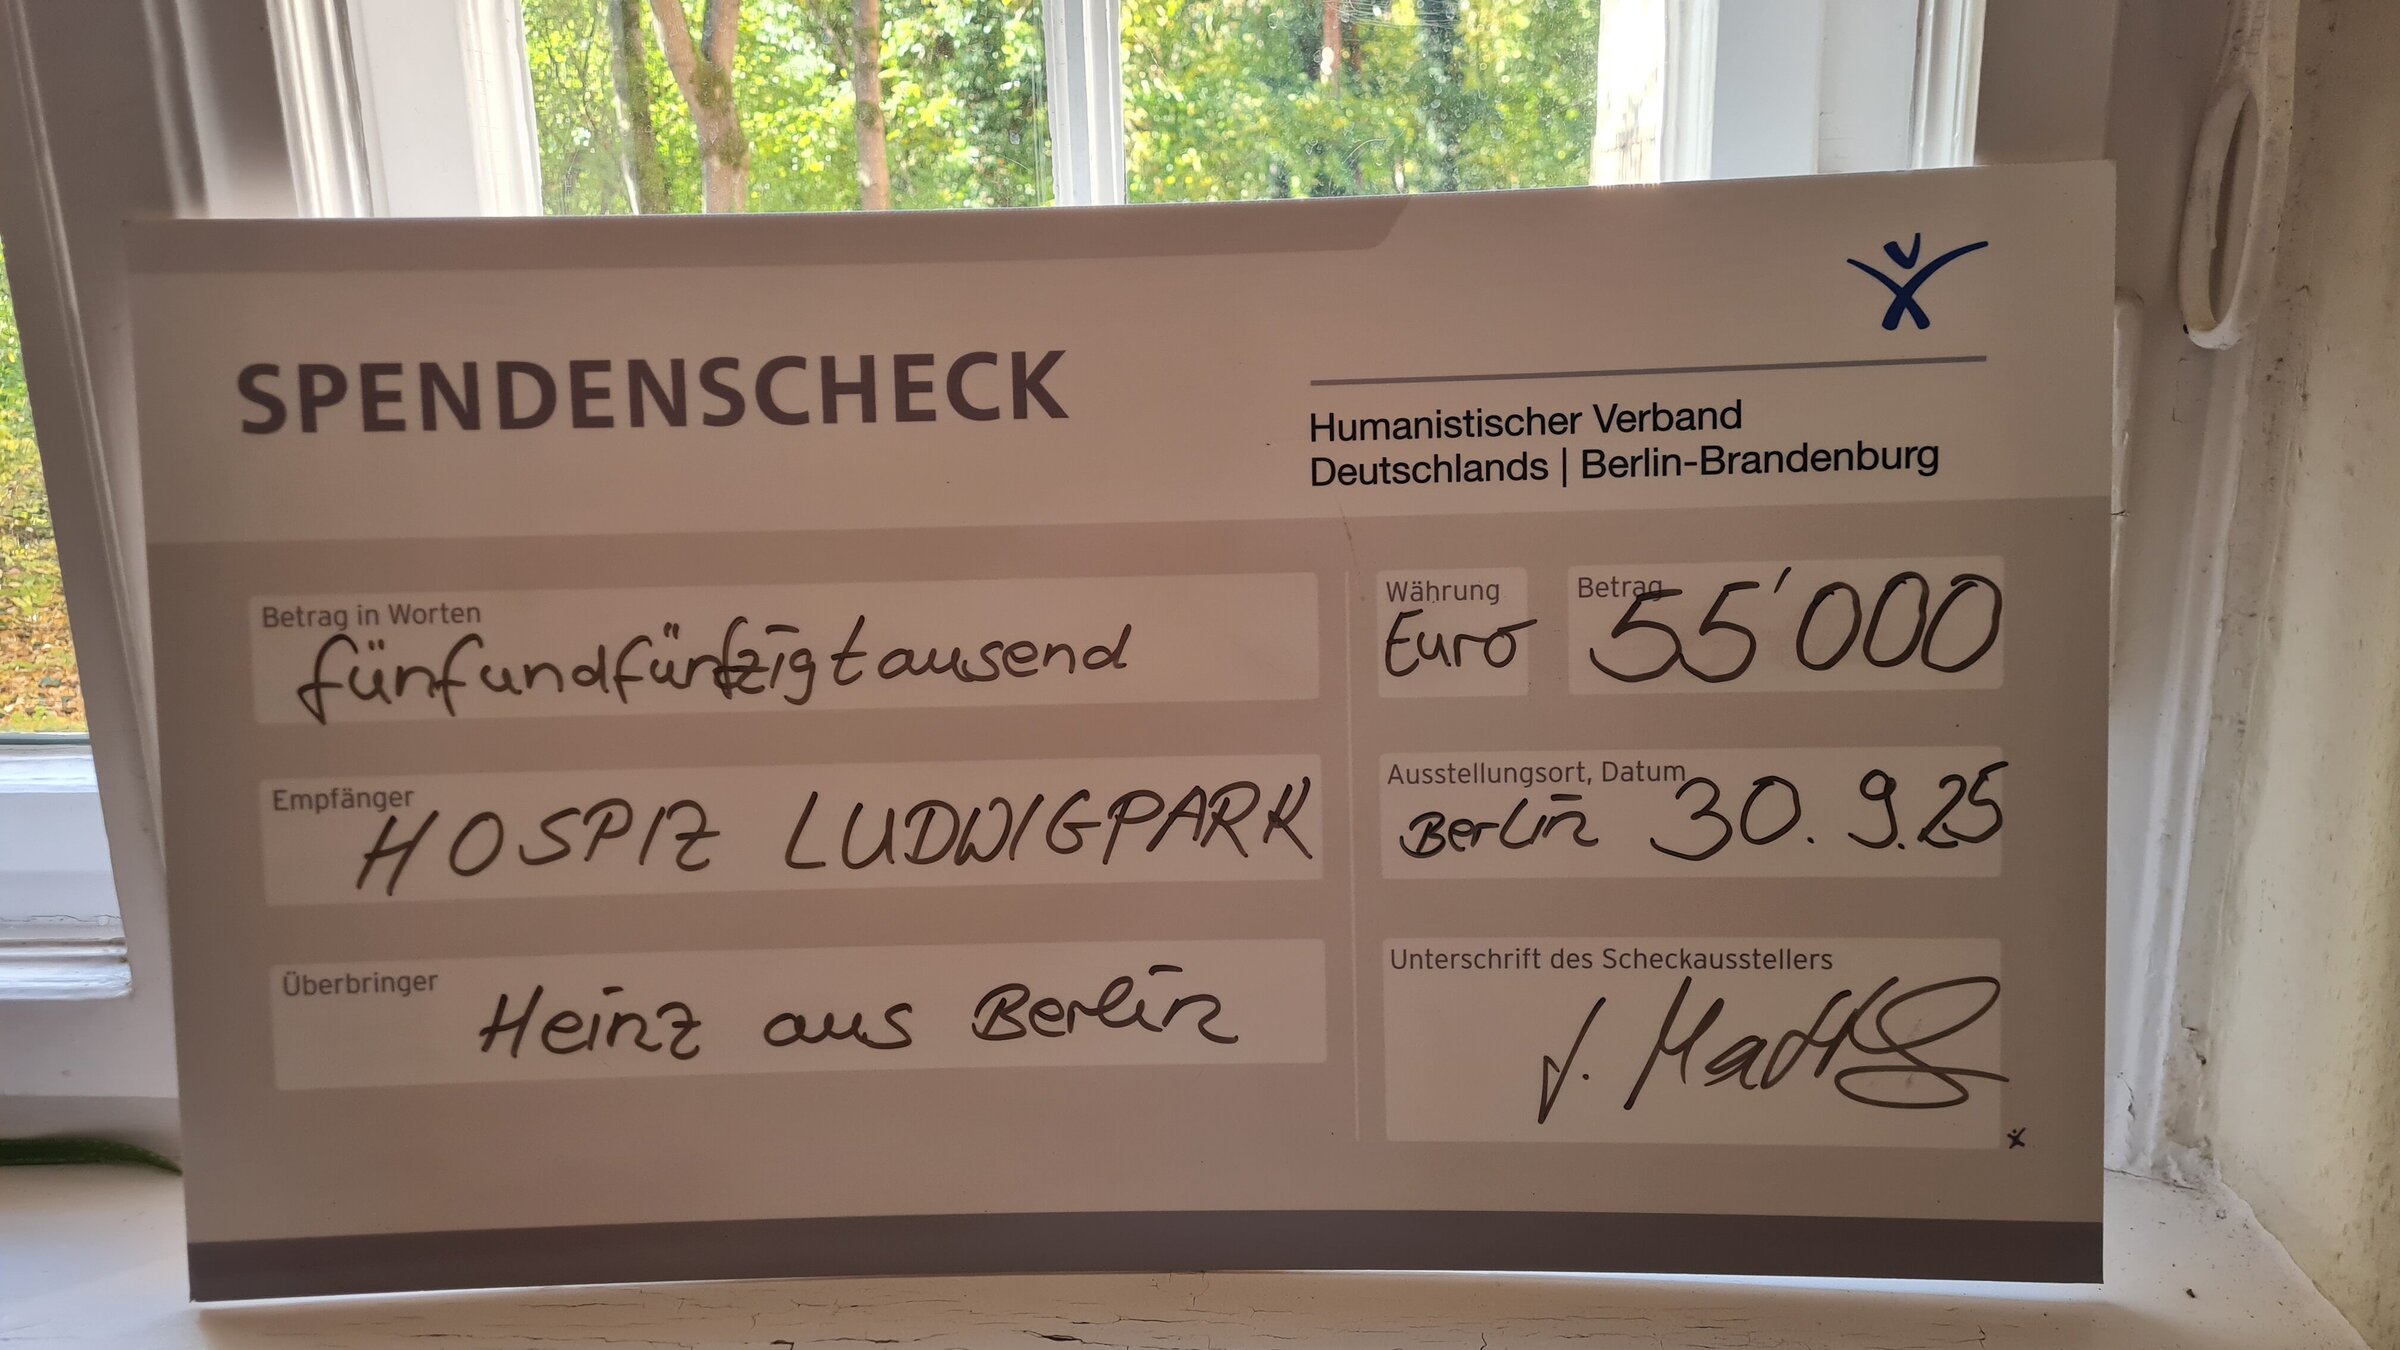 SPENDENSCHECK
Humanistischer Verband
Deutschlands | Berlin-Brandenburg
Betrag in Worten
fünfundfünfzigtausend
Währung
Euro
Betrag
55'000
Empfänger
HOSPIZ LUDWIGPARK
Ausstellungsort, Datum
Berlin 30.9.25
Überbringer
Heinz aus Berlin
Unterschrift des Scheckausstellers